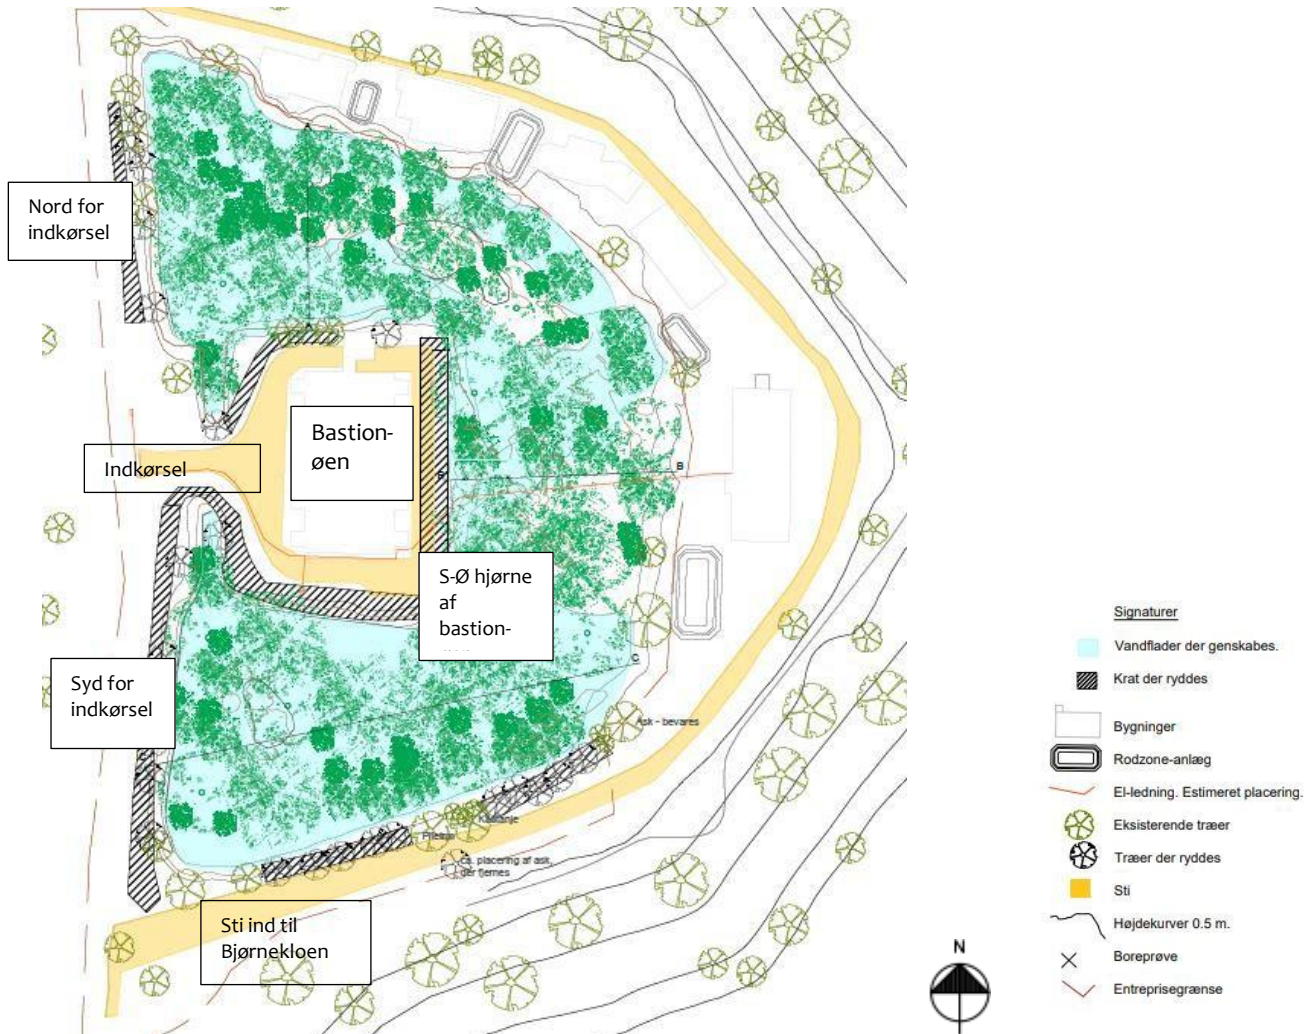 Nord for
indkørsel
A
A
Bastion-
øen
Indkørsel
B
B
S-Ø hjørne
af
bastion-
Syd for
indkørsel
C
C
Ask - bevares
Kastanje
ca. placering af ask,
der fjernes
Sti ind til
Bjørnekloen
N
Signaturer
Vandflader der genskabes.
Krat der ryddes
Bygninger
Rodzone-anlæg
El-ledning. Estimeret placering.
Eksisterende træer
Træer der ryddes
Sti
Højdekurver 0.5 m.
Boreprøve
Entreprisegrænse